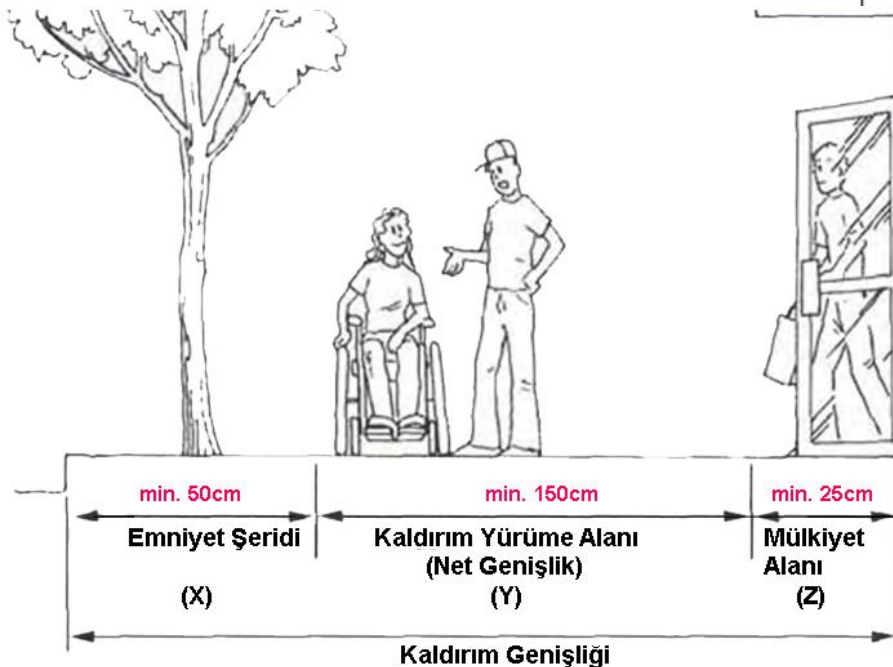 min. 50cm
min. 150cm
min. 25cm
Emniyet Şeridi
Kaldırım Yürüme Alanı
(Net Genişlik)
Mülkiyet
Alanı
(X)
(Y)
(Z)
Kaldırım Genişliği